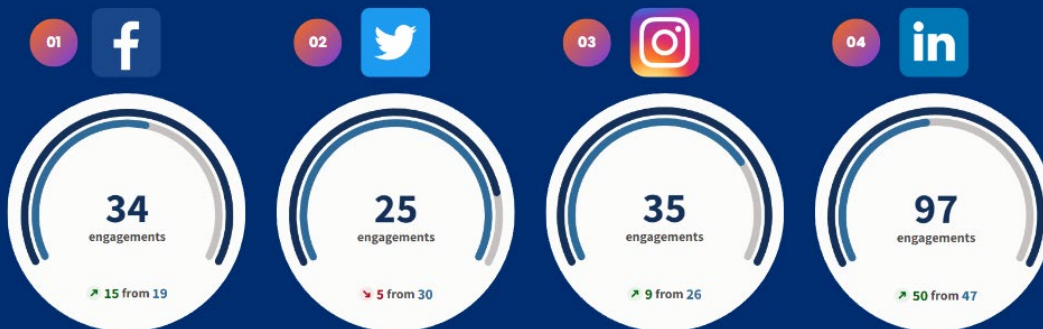 01
02
03
04
in
34
engagements
15 from 19
25
engagements
5 from 30
35
engagements
9 from 26
97
engagements
50 from 47